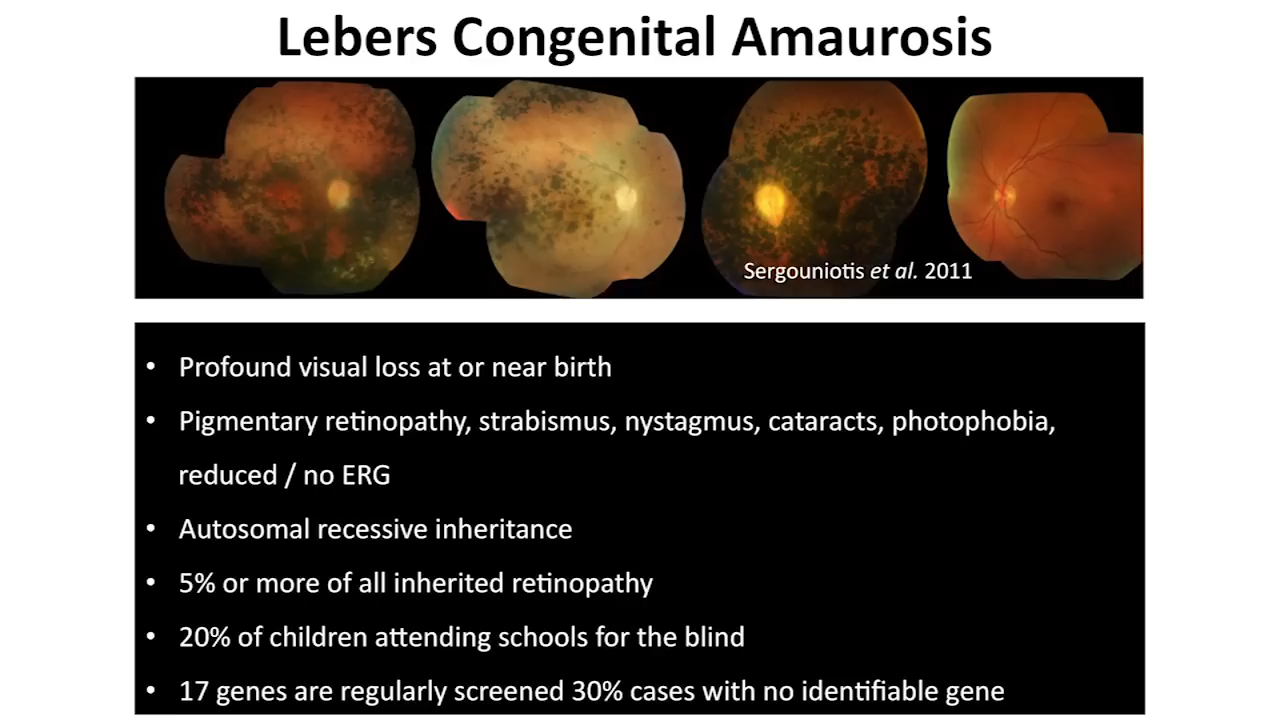 Lebers Congenital Amaurosis
Sergouniotis et al. 2011
• Profound visual loss at or near birth
• Pigmentary retinopathy, strabismus, nystagmus, cataracts, photophobia,
reduced / no ERG
• Autosomal recessive inheritance
• 5% or more of all inherited retinopathy
• 20% of children attending schools for the blind
• 17 genes are regularly screened 30% cases with no identifiable gene